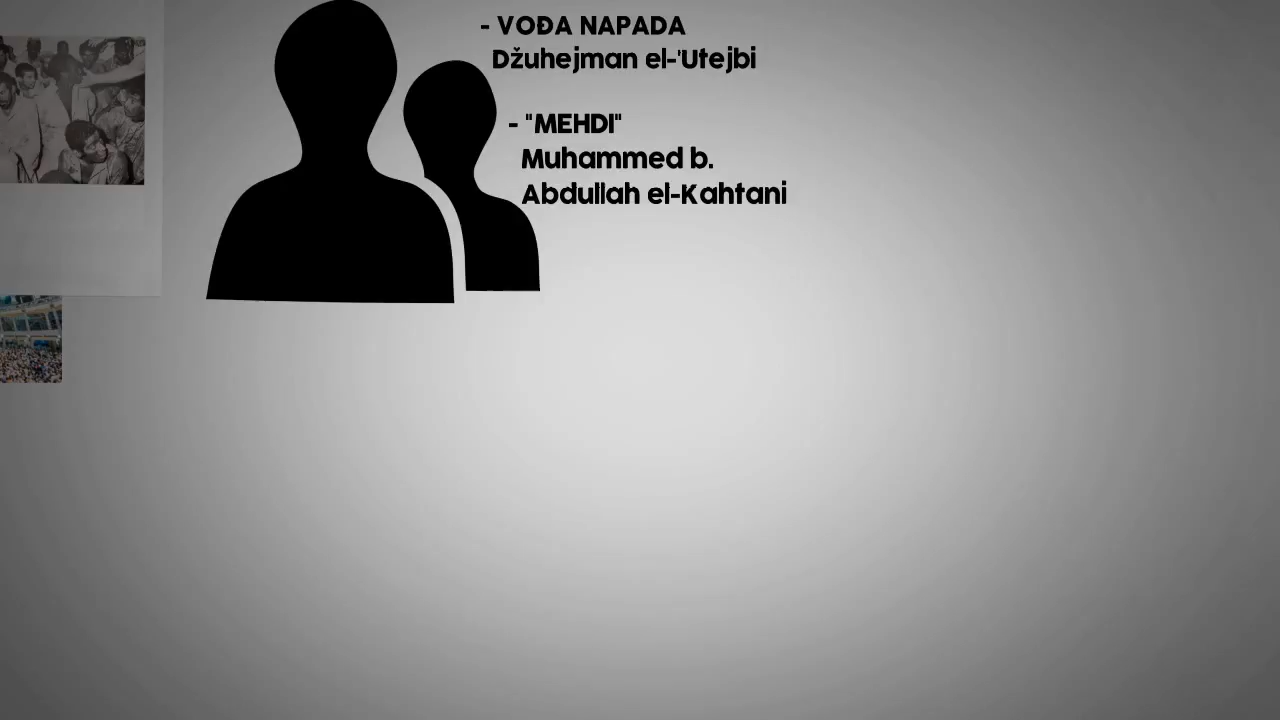 - VOĐA NAPADA
Džuhejman el-'Utejbi
- "MEHDI"
Muhammed b.
Abdullah el-Kahtani